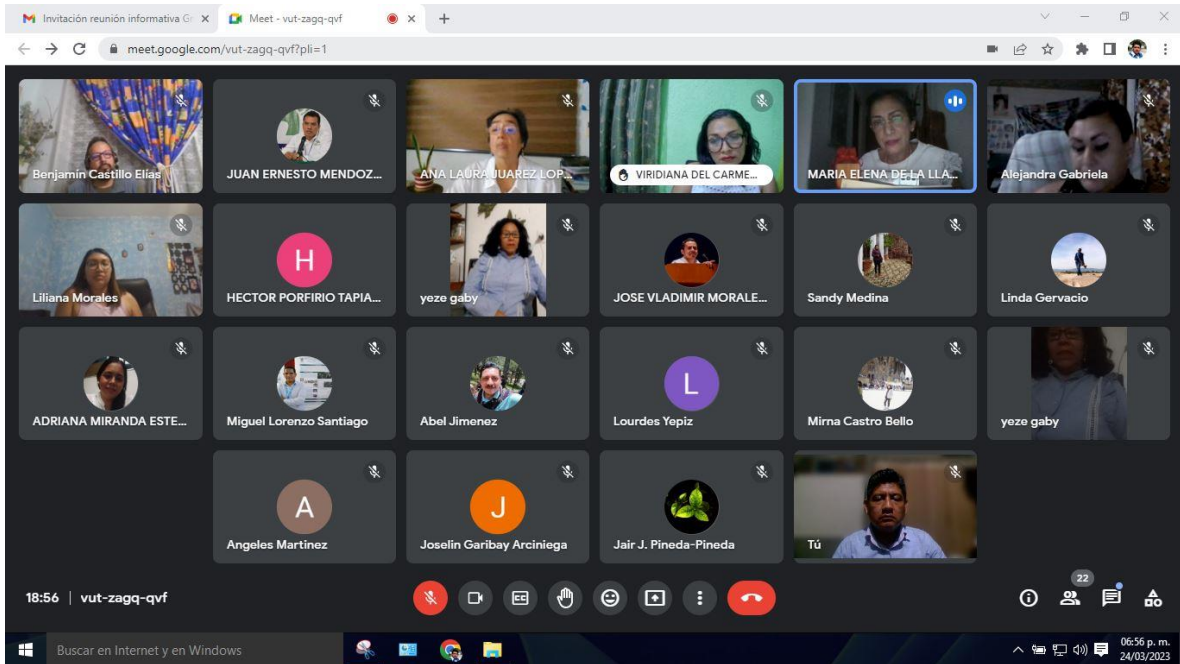 Invitación reunión informativa Gr
Meet - vut-zagq-qvf
meet.google.com/vut-zagq-qvf?pli=1
Benjamín Castillo Elías
JUAN ERNESTO MENDOZ...
ANA LAURA JUAREZ LOP...
VIRIDIANA DEL CARME...
MARIA ELENA DE LA LLA...
Alejandra Gabriela
Liliana Morales
H
HECTOR PORFIRIO TAPIA...
yeze gaby
JOSE VLADIMIR MORALE...
Sandy Medina
Linda Gervacio
ADRIANA MIRANDA ESTE...
Miguel Lorenzo Santiago
Abel Jimenez
L
Lourdes Yepiz
Mirna Castro Bello
yeze gaby
A
Angeles Martinez
J
Joselin Garibay Arciniega
Jair J. Pineda-Pineda
Tú
18:56 | vut-zagq-qvf
CC
22
Buscar en Internet y en Windows
06:56 p. m.
24/03/2023